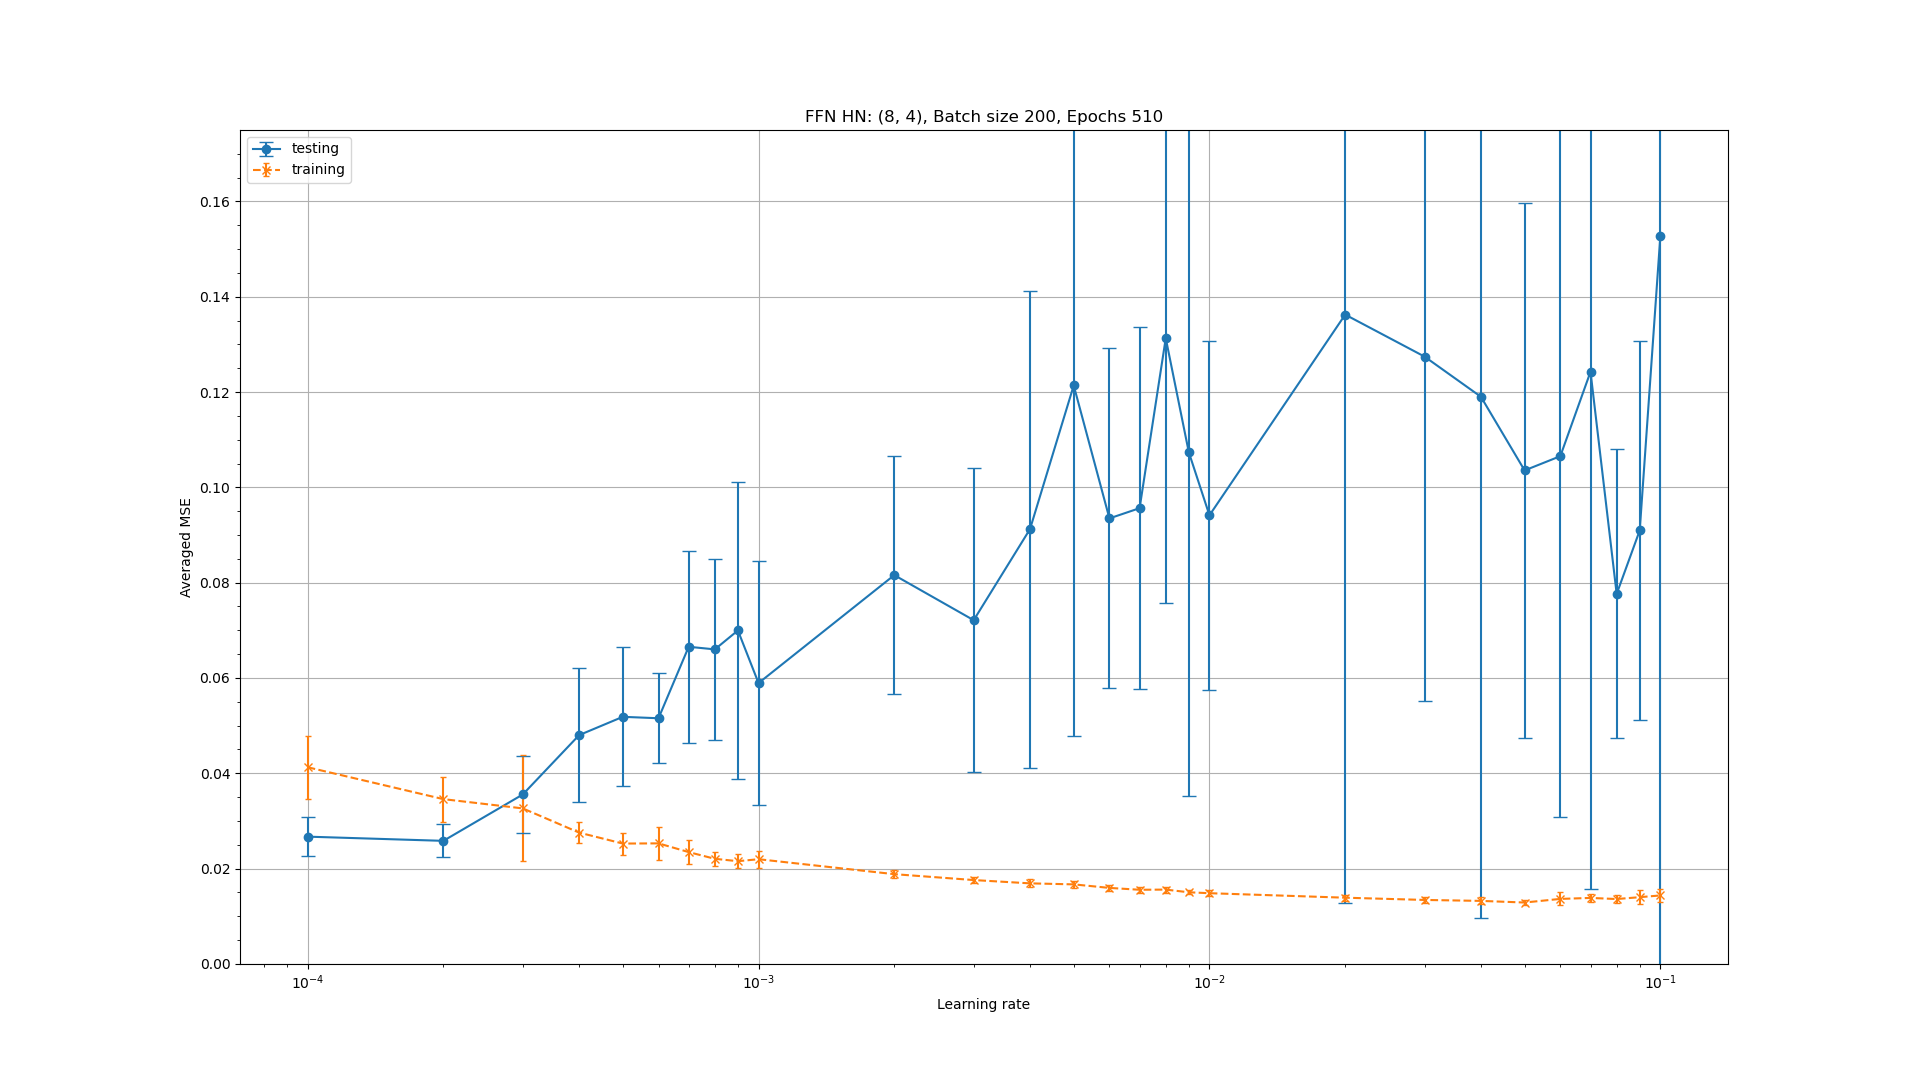 FFN HN: (8, 4), Batch size 200, Epochs 510
testing
training
Averaged MSE
0.16
0.14
0.12
0.10
0.08
0.06
0.04
0.02
0.00
10⁻⁴ 10⁻³ 10⁻² 10⁻¹
Learning rate